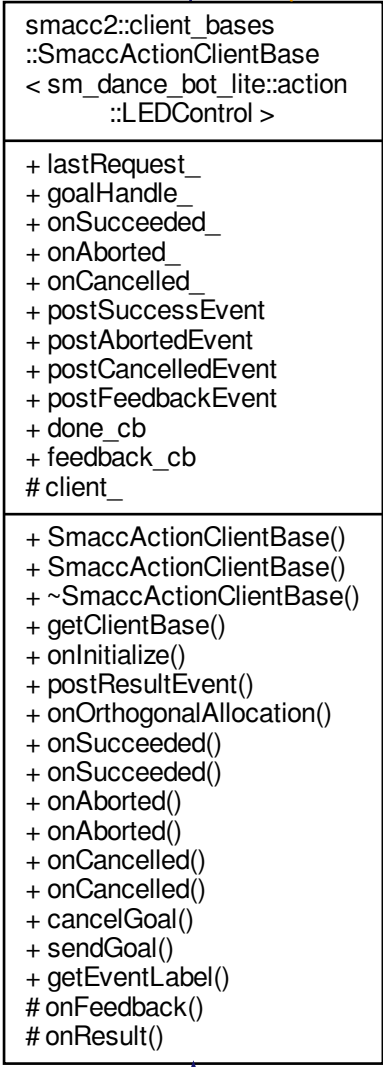 smacc2::client_bases
::SmaccActionClientBase
< sm_dance_bot_lite::action
::LEDControl >
+ lastRequest_
+ goalHandle_
+ onSucceeded_
+ onAborted_
+ onCancelled_
+ postSuccessEvent
+ postAbortedEvent
+ postCancelledEvent
+ postFeedbackEvent
+ done_cb
+ feedback_cb
# client_
+ SmaccActionClientBase()
+ SmaccActionClientBase()
+ ~SmaccActionClientBase()
+ getClientBase()
+ onInitialize()
+ postResultEvent()
+ onOrthogonalAllocation()
+ onSucceeded()
+ onSucceeded()
+ onAborted()
+ onAborted()
+ onCancelled()
+ onCancelled()
+ cancelGoal()
+ sendGoal()
+ getEventLabel()
# onFeedback()
# onResult()